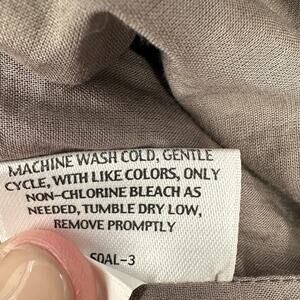 MACHINE WASH COLD, GENTLE
CYCLE, WITH LIKE COLORS, ONLY
NON-CHLORINE BLEACH AS
NEEDED, TUMBLE DRY LOW,
REMOVE PROMPTLY
SOAL-3